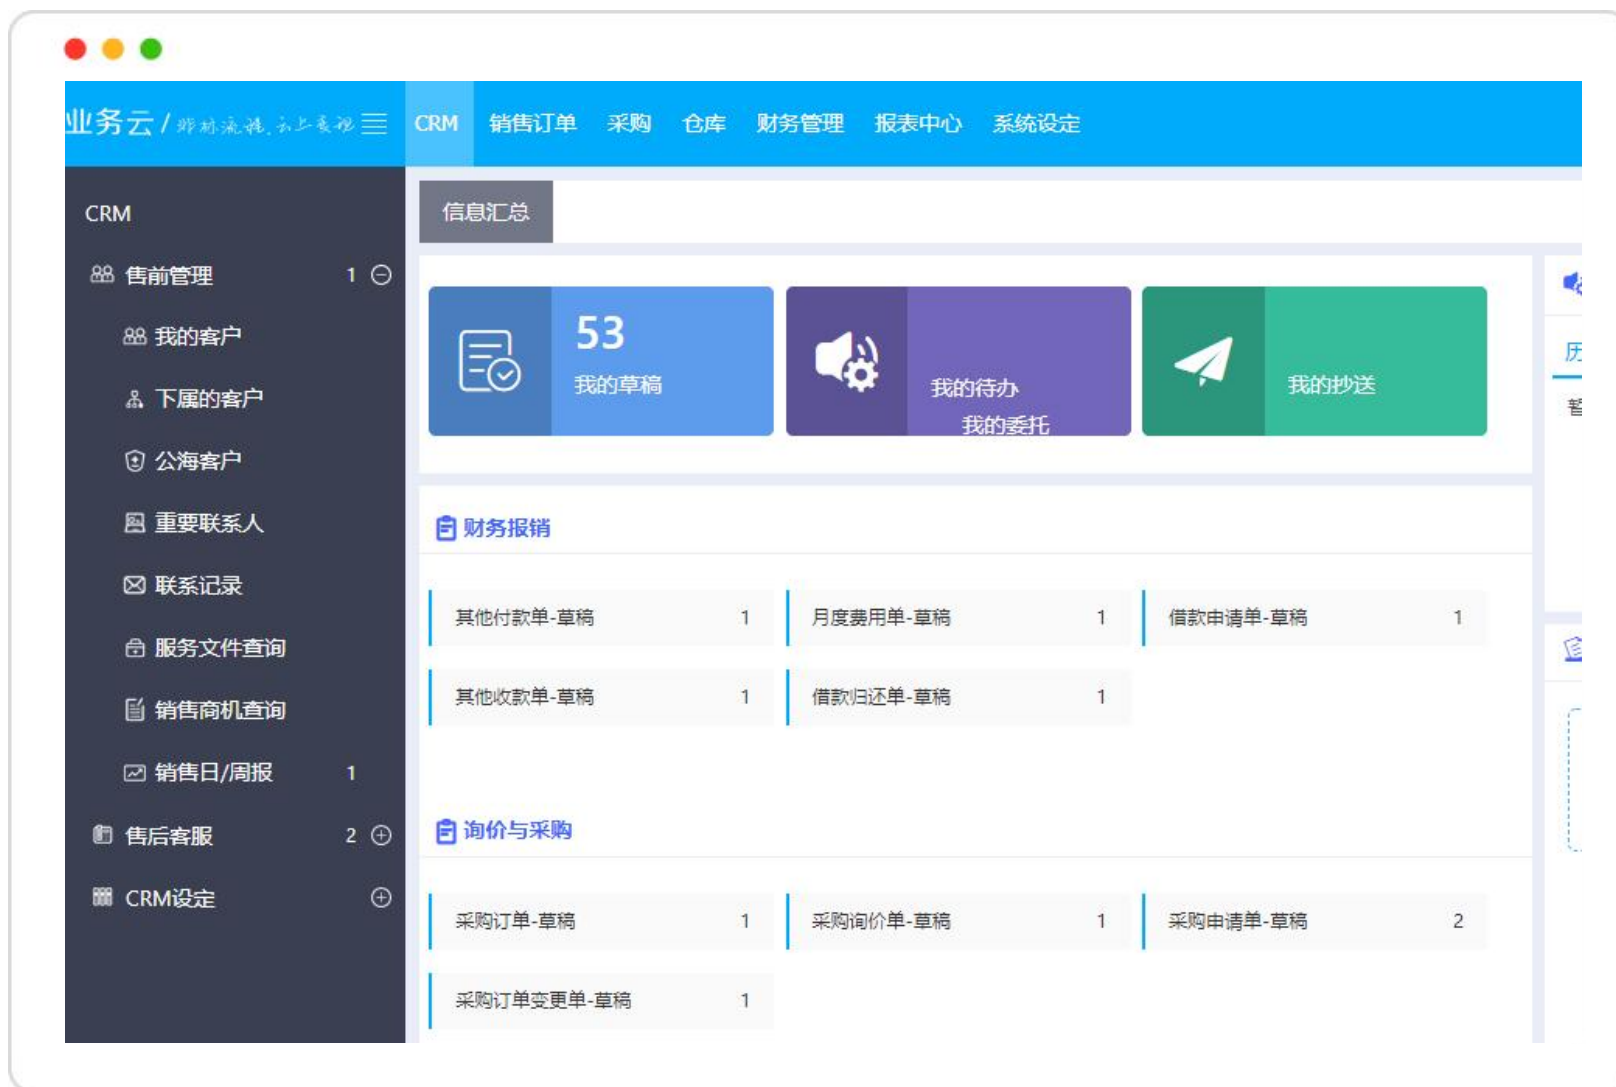 业务云/
CRM 销售订单 采购 仓库 财务管理 报表中心 系统设定
CRM
售前管理 1
我的客户
下属的客户
公海客户
重要联系人
联系记录
服务文件查询
销售商机查询
销售日/周报 1
售后客服 2
CRM设定
信息汇总
53
我的草稿
我的待办
我的委托
我的抄送
历
暂
财务报销
其他付款单-草稿 1
月度费用单-草稿 1
借款申请单-草稿 1
其他收款单-草稿 1
借款归还单-草稿 1
询价与采购
采购订单-草稿 1
采购询价单-草稿 1
采购申请单-草稿 2
采购订单变更单-草稿 1